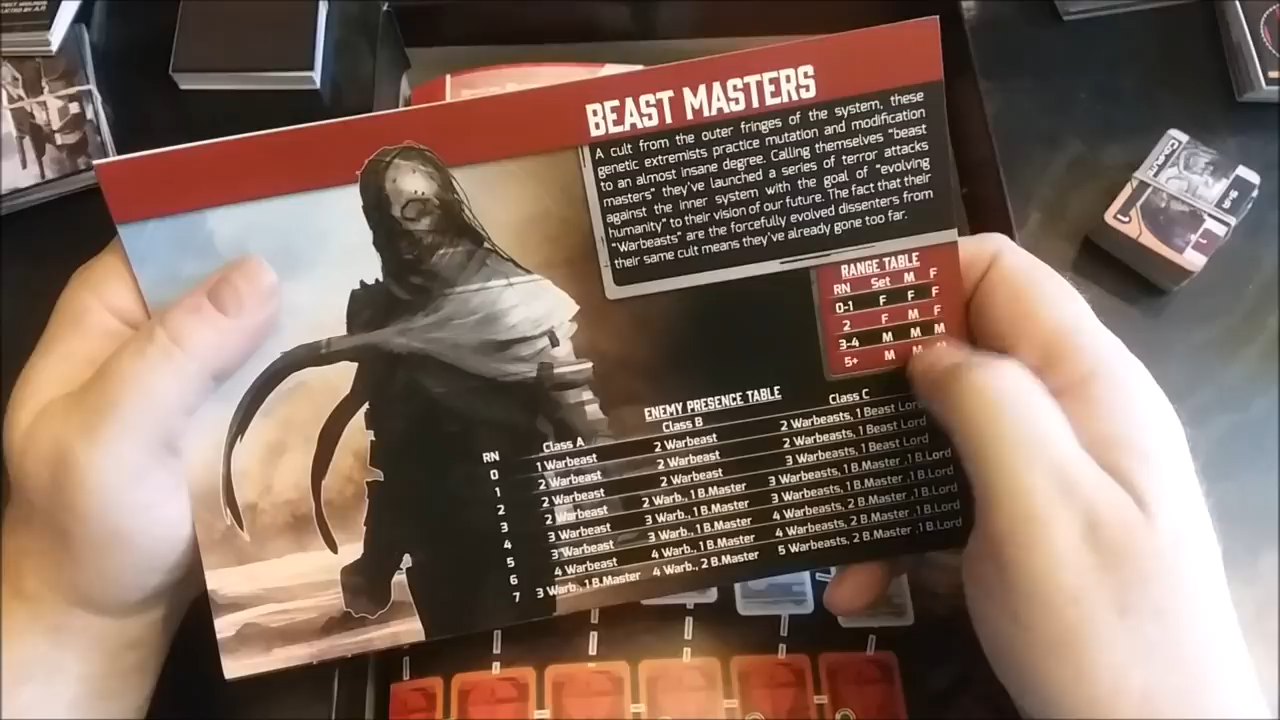 BEAST MASTERS
A cult from the outer fringes of the system, these
genetic extremists practice mutation and modification
to an almost insane degree. Calling themselves "beast
masters" they've launched a series of terror attacks
against the inner system with the goal of "evolving
humanity" to their vision of our future. The fact that their
"Warbeasts" are the forcefully evolved dissenters from
their same cult means they've already gone too far.
RANGE TABLE
RN Set M F
0-1 F F F
2 F M F
3-4 M M M
5+ M M
ENEMY PRESENCE TABLE
RN Class A Class B Class C
0 1 Warbeast 2 Warbeast 2 Warbeasts, 1 Beast Lord
1 2 Warbeast 2 Warbeast 2 Warbeasts, 1 Beast Lord
2 2 Warbeast 2 Warbeast 3 Warbeasts, 1 Beast Lord
3 2 Warbeast 2 Warb., 1 B.Master 3 Warbeasts, 1 B.Master ,1 B.Lord
4 3 Warbeast 3 Warb., 1 B.Master 3 Warbeasts, 1 B.Master ,1 B.Lord
5 3 Warbeast 3 Warb., 1 B.Master 4 Warbeasts, 2 B.Master ,1 B.Lord
6 4 Warbeast 4 Warb., 1 B.Master 4 Warbeasts, 2 B.Master ,1 B.Lord
7 3 Warb., 1 B.Master 4 Warb., 2 B.Master 5 Warbeasts, 2 B.Master ,1 B.Lord